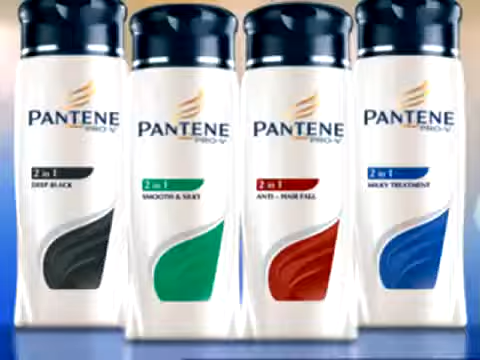 PANTENE
PRO-V
2 in 1
DEEP BLACK
PANTENE
PRO-V
2 in 1
SMOOTH & SILKY
PANTENE
PRO-V
2 in 1
ANTI - HAIR FALL
PANTENE
PRO-V
2 in 1
MILKY TREATMENT